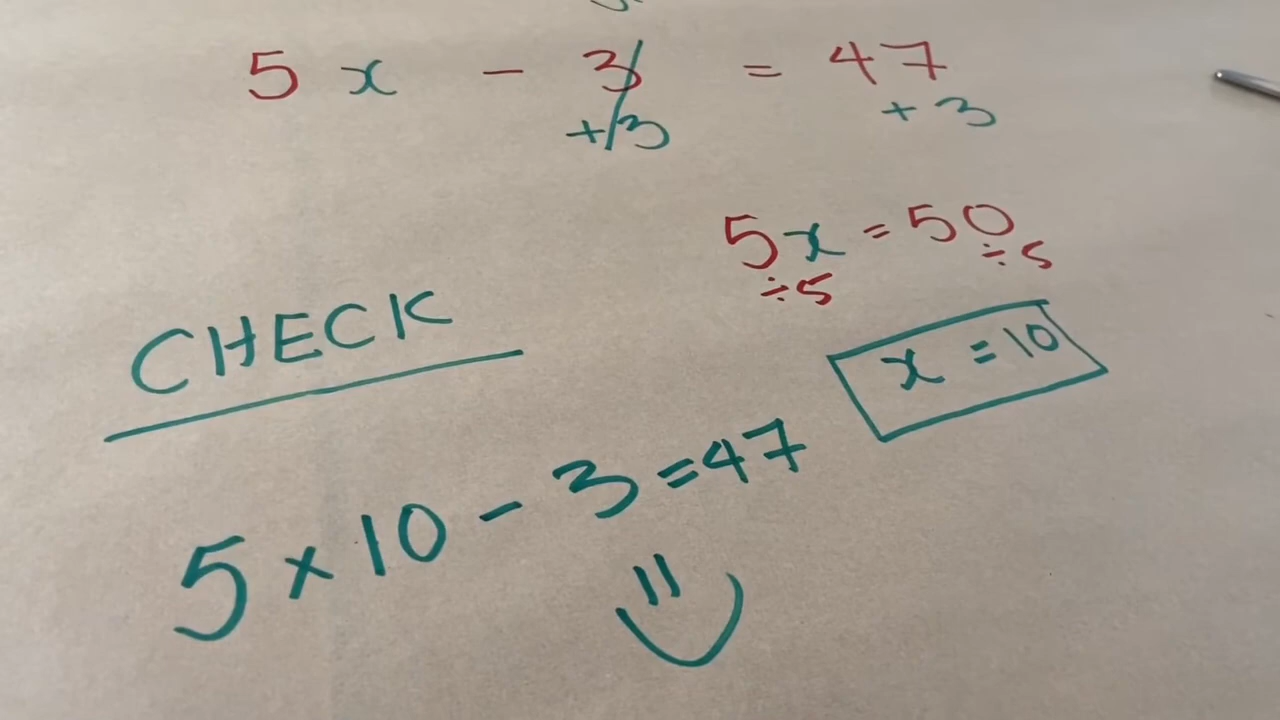 5x - 3 = 47
+3 +3
5x = 50
÷5 ÷5
x = 10
CHECK
5 × 10 - 3 = 47